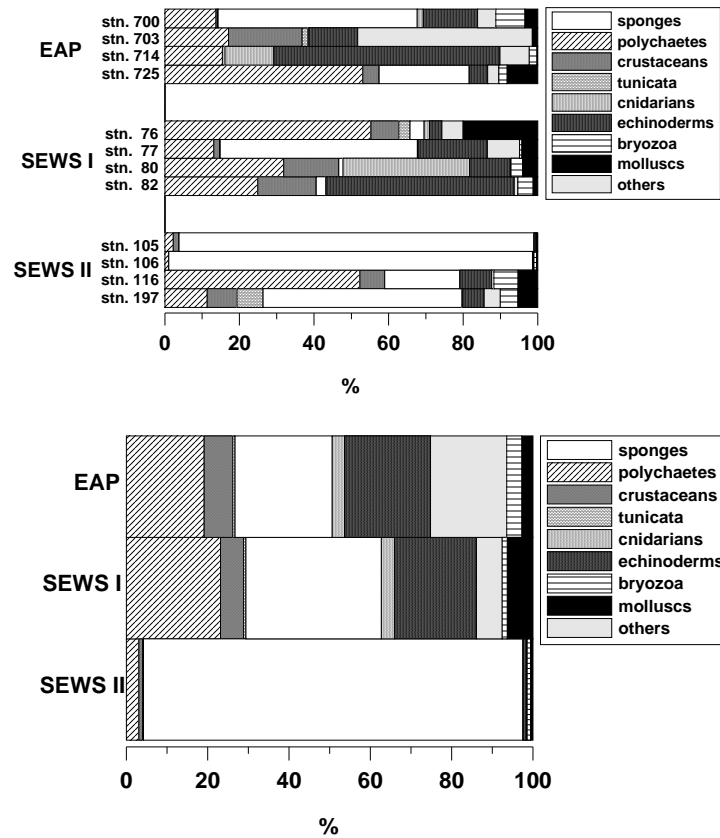 EAP
stn. 700
stn. 703
stn. 714
stn. 725
SEWS I
stn. 76
stn. 77
stn. 80
stn. 82
SEWS II
stn. 105
stn. 106
stn. 116
stn. 197
0 20 40 60 80 100
%
sponges
polychaetes
crustaceans
tunicata
cnidarians
echinoderms
bryozoa
molluscs
others
EAP
SEWS I
SEWS II
0 20 40 60 80 100
%
sponges
polychaetes
crustaceans
tunicata
cnidarians
echinoderms
bryozoa
molluscs
others